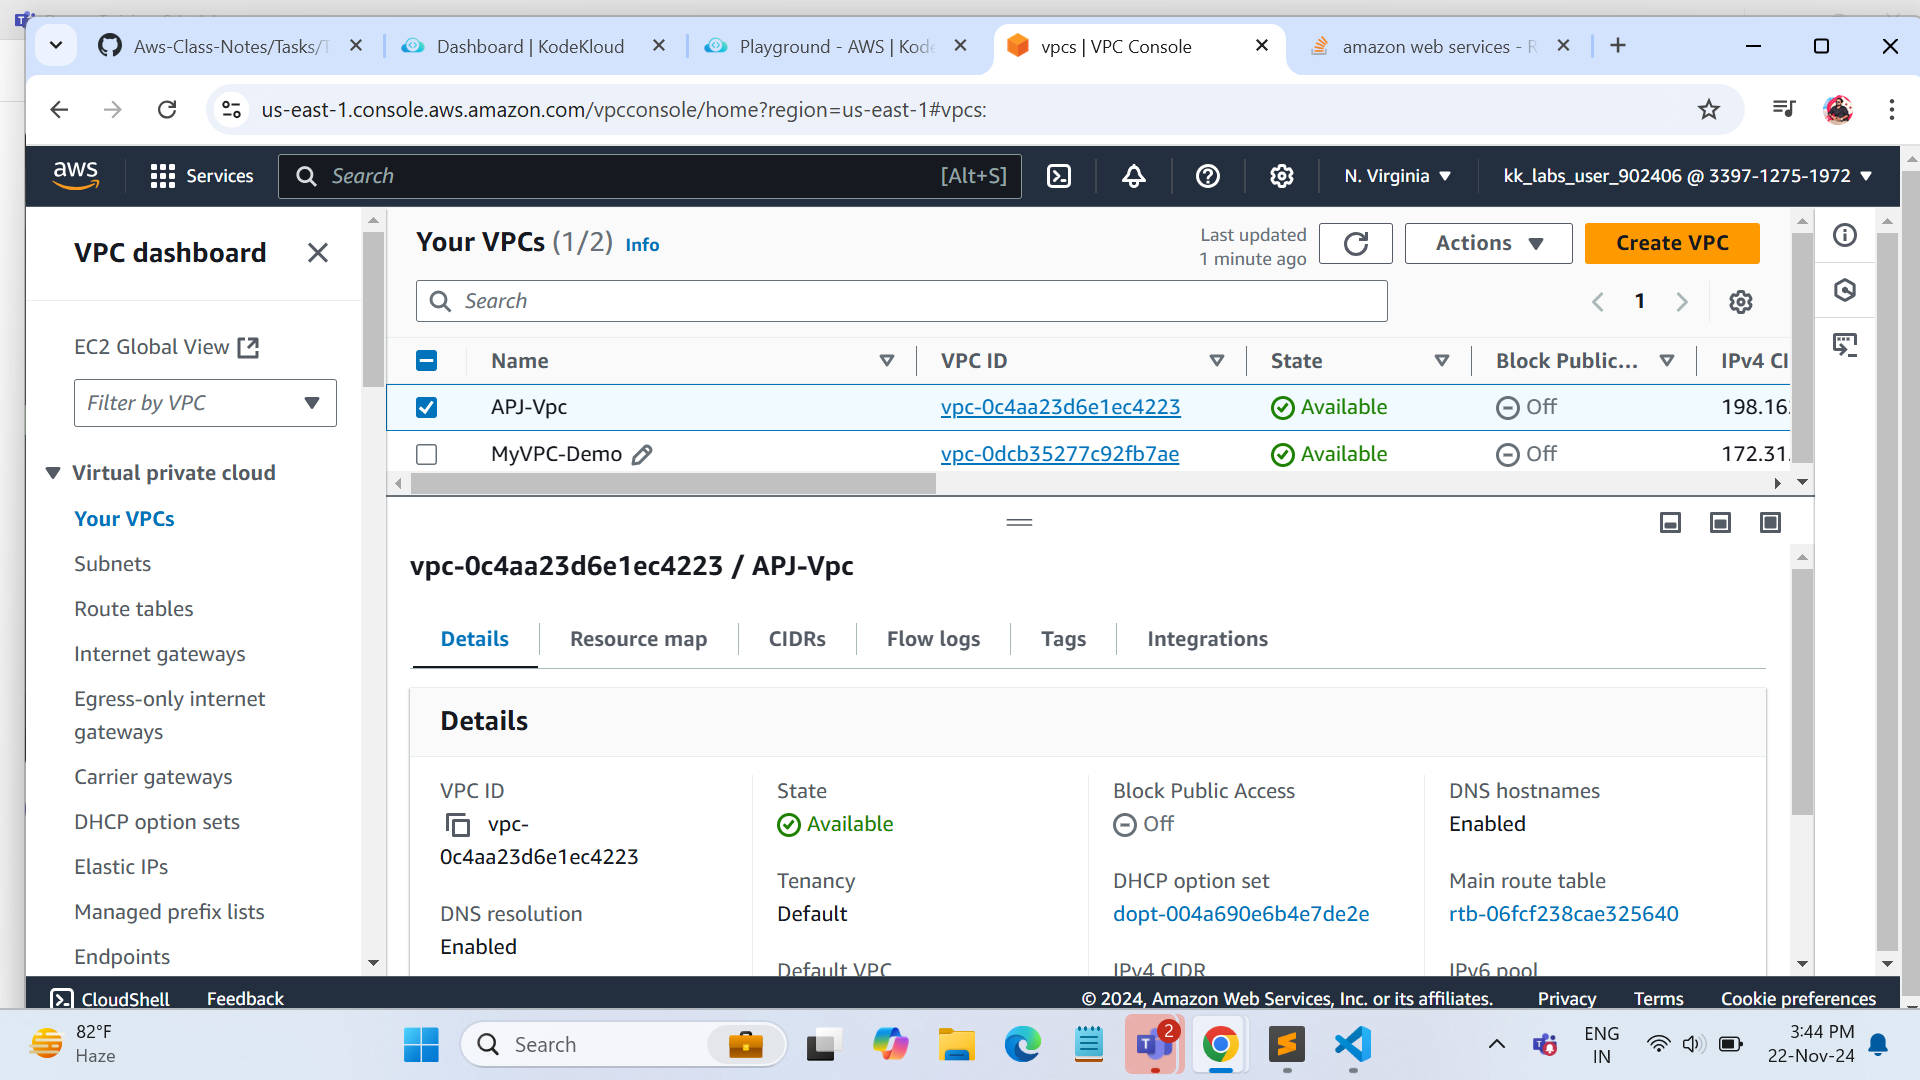 Aws-Class-Notes/Tasks/T
Dashboard | KodeKloud
Playground - AWS | Kode
vpcs | VPC Console
amazon web services - R
us-east-1.console.aws.amazon.com/vpcconsole/home?region=us-east-1#vpcs:
aws
Services
Search
[Alt+S]
N. Virginia
kk_labs_user_902406 @ 3397-1275-1972
VPC dashboard
EC2 Global View
Filter by VPC
Virtual private cloud
Your VPCs
Subnets
Route tables
Internet gateways
Egress-only internet
gateways
Carrier gateways
DHCP option sets
Elastic IPs
Managed prefix lists
Endpoints
Your VPCs (1/2) Info
Last updated
1 minute ago
Actions
Create VPC
Search
1
Name VPC ID State Block Public... IPv4 CI
APJ-Vpc vpc-0c4aa23d6e1ec4223 Available Off 198.16
MyVPC-Demo vpc-0dcb35277c92fb7ae Available Off 172.31.
vpc-0c4aa23d6e1ec4223 / APJ-Vpc
Details Resource map CIDRs Flow logs Tags Integrations
Details
VPC ID
vpc-
0c4aa23d6e1ec4223
State
Available
Block Public Access
Off
DNS hostnames
Enabled
DNS resolution
Enabled
Tenancy
Default
DHCP option set
dopt-004a690e6b4e7de2e
Main route table
rtb-06fcf238cae325640
Default VPC
IPv4 CIDR
IPv6 pool
CloudShell
Feedback
© 2024, Amazon Web Services, Inc. or its affiliates.
Privacy
Terms
Cookie preferences
82°F
Haze
Search
2
ENG
IN
3:44 PM
22-Nov-24